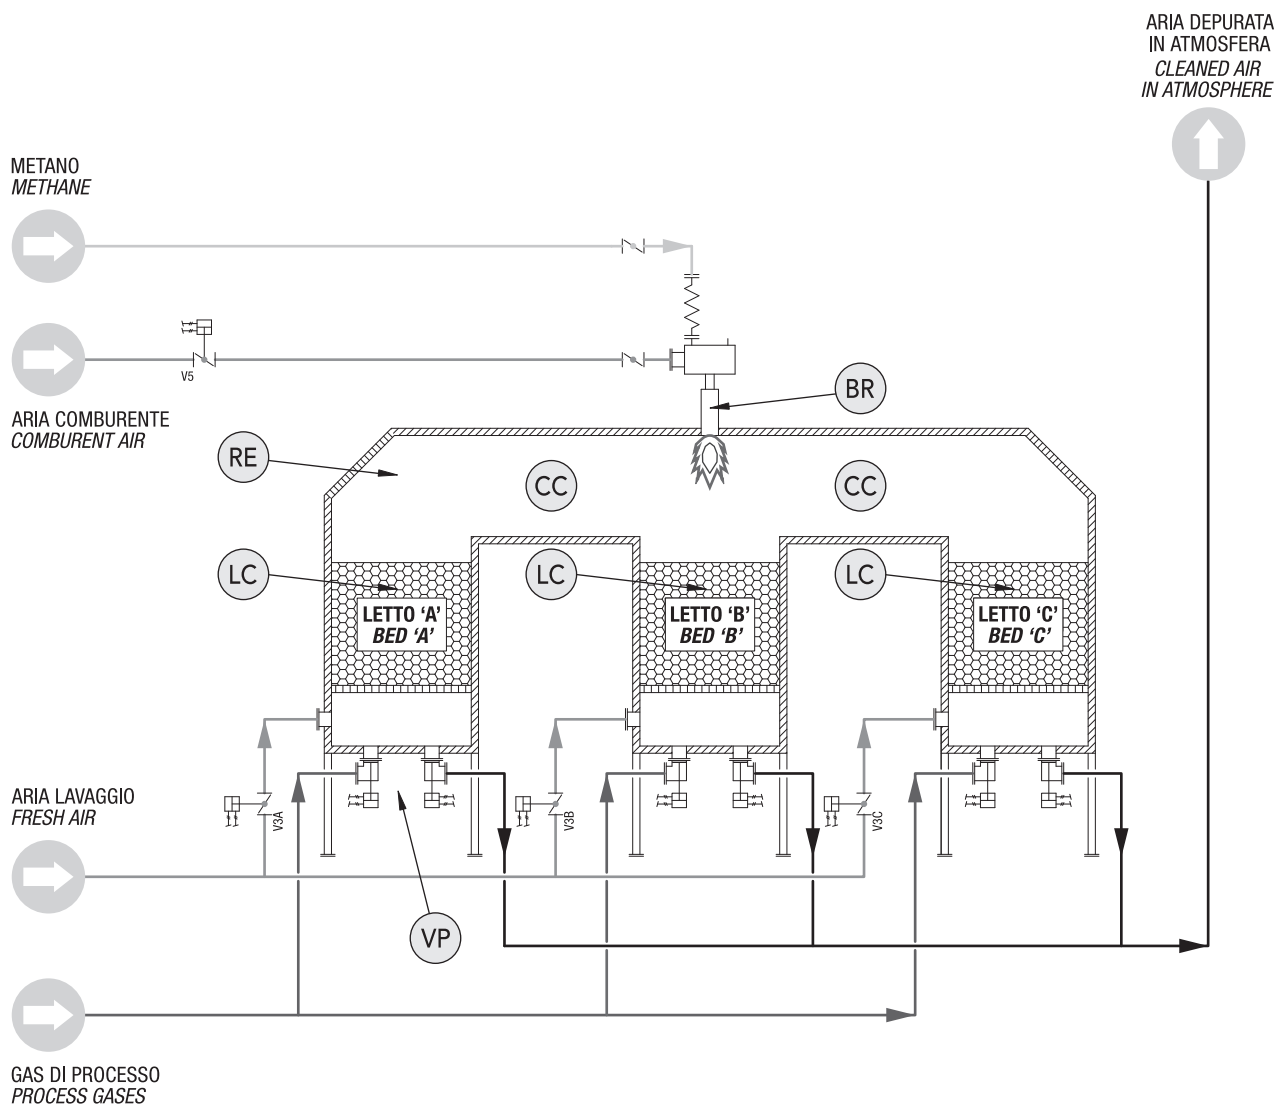 ARIA DEPURATA
IN ATMOSFERA
CLEANED AIR
IN ATMOSPHERE
METANO
METHANE
V5
ARIA COMBURENTE
COMBURENT AIR
BR
RE
CC
CC
LC
LC
LC
LETTO ‘A’
BED ‘A’
LETTO ‘B’
BED ‘B’
LETTO ‘C’
BED ‘C’
ARIA LAVAGGIO
FRESH AIR
V3A
V3B
V3C
VP
GAS DI PROCESSO
PROCESS GASES